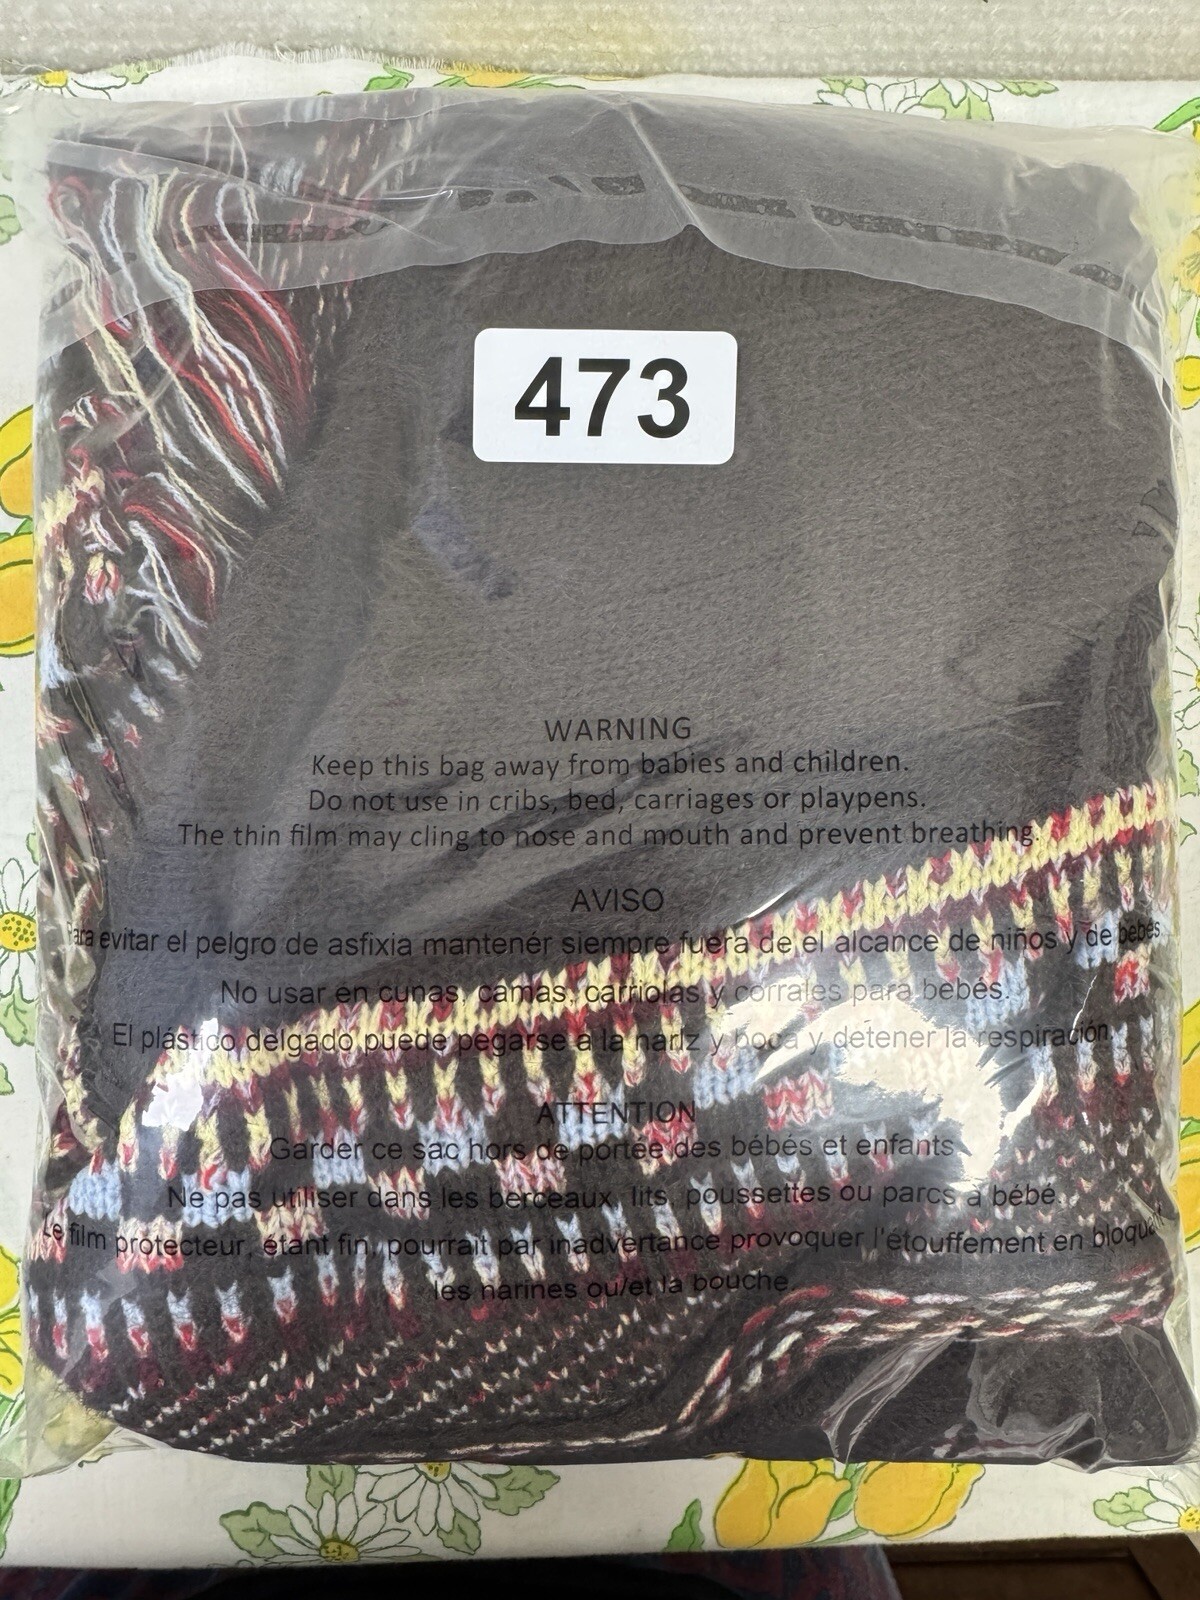 473
WARNING
Keep this bag away from babies and children.
Do not use in cribs, bed, carriages or playpens.
The thin film may cling to nose and mouth and prevent breathing.
AVISO
Para evitar el pelgro de asfixia mantenér siempre fuera de el alcance de niños y de bebés
No usar en cunas, camas, carriolas y corrales para bebés.
El plástico delgado puede pegarse a la nariz y boca y detener la respiración.
ATTENTION
Garder ce sac hors de portée des bébés et enfants
Ne pas utiliser dans les berceaux, lits, poussettes ou parcs à bébé.
Le film protecteur, étant fin, pourrait par inadvertance provoquer l'étouffement en bloquant
les narines ou/et la bouche.